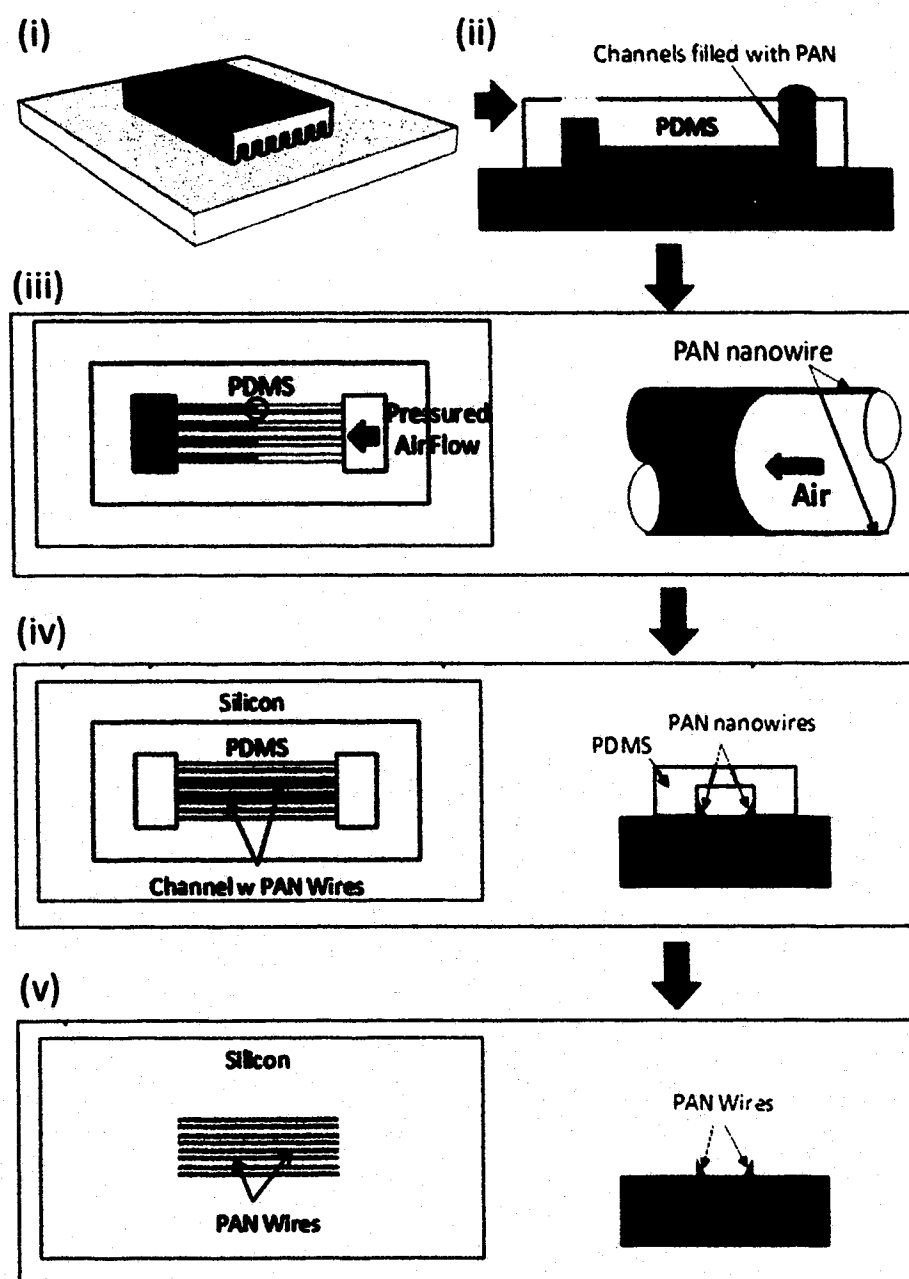 (i)
(ii)
Channels filled with PAN
PDMS
(iii)
PDMS
Pressured
AirFlow
PAN nanowire
Air
(iv)
Silicon
PDMS
Channel w PAN Wires
PAN nanowires
PDMS
(v)
Silicon
PAN Wires
PAN Wires